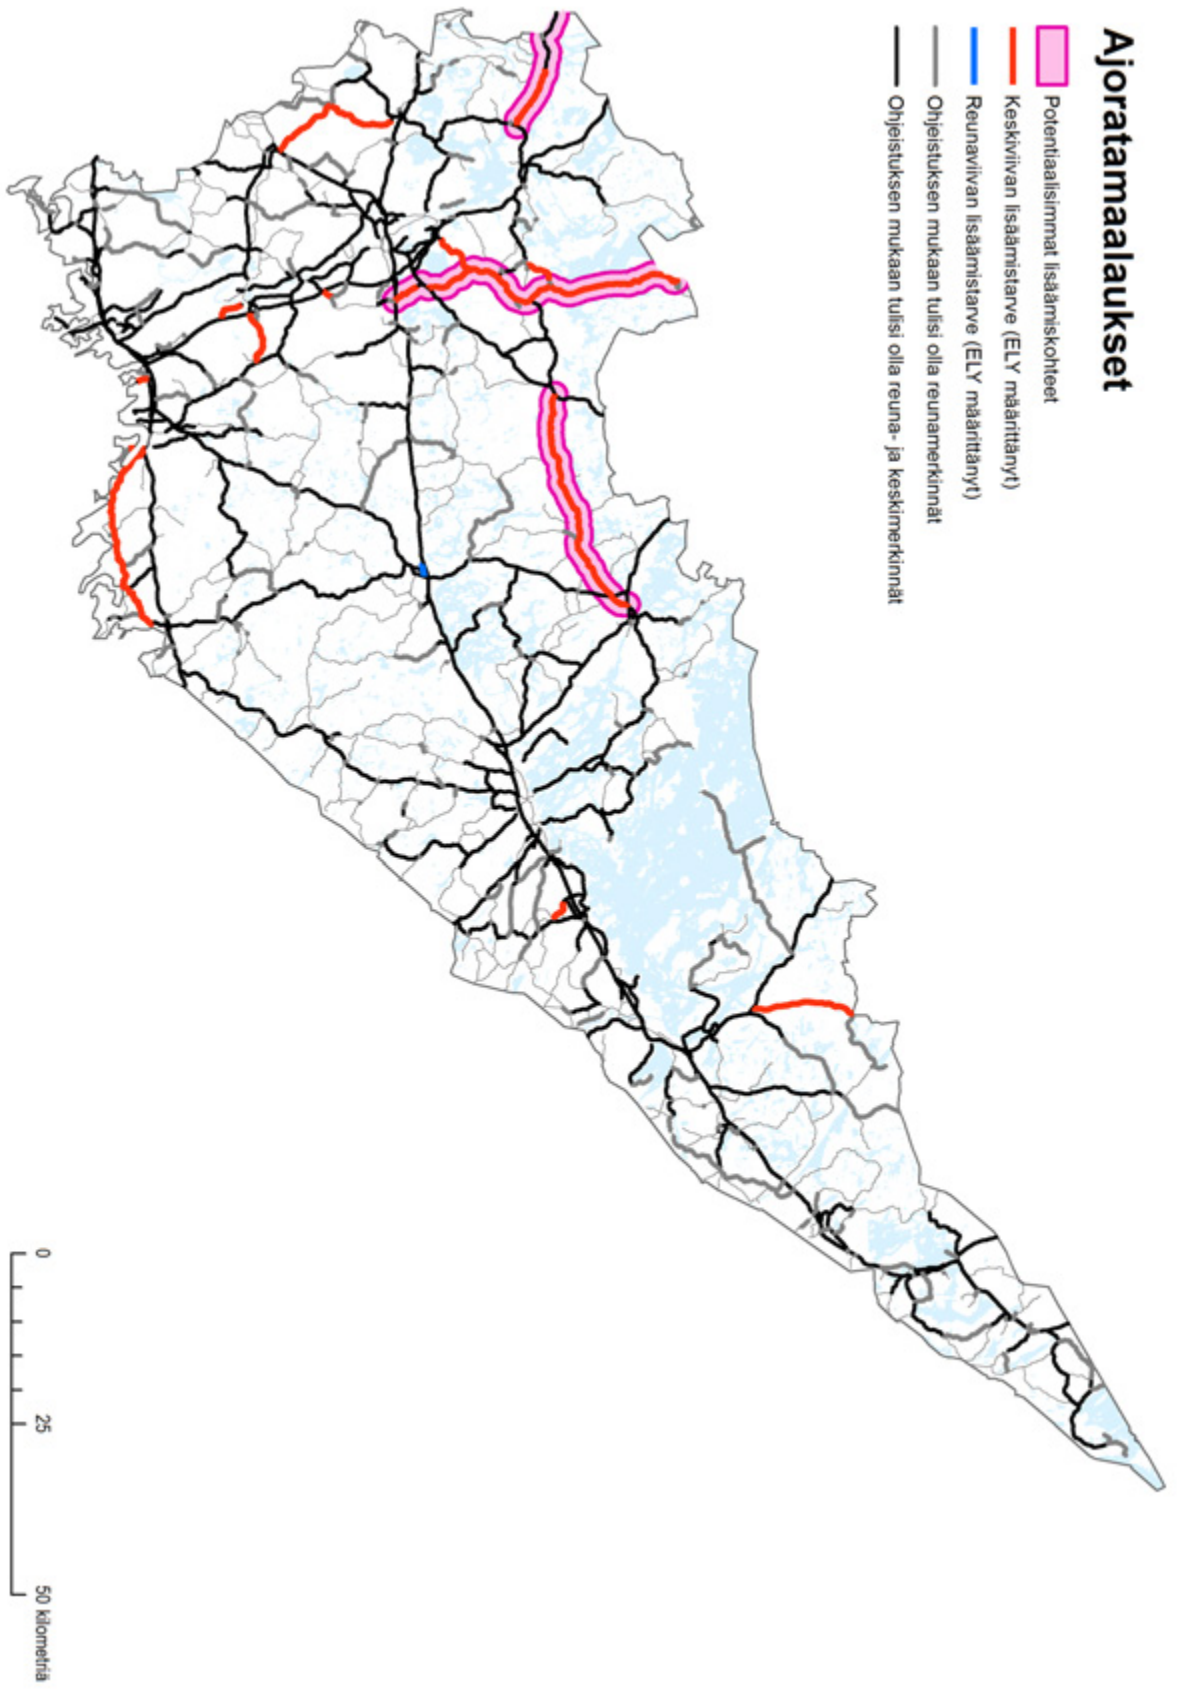 Ajoratamaalaukset
Potentiaalisimmat lisäämiskohteet
Keskiviivan lisäämistarve (ELY määrittänyt)
Reunaviivan lisäämistarve (ELY määrittänyt)
Ohjeistuksen mukaan tulisi olla reunamerkinnät
Ohjeistuksen mukaan tulisi olla reuna- ja keskimerkinnät
0 25 50 kilometriä